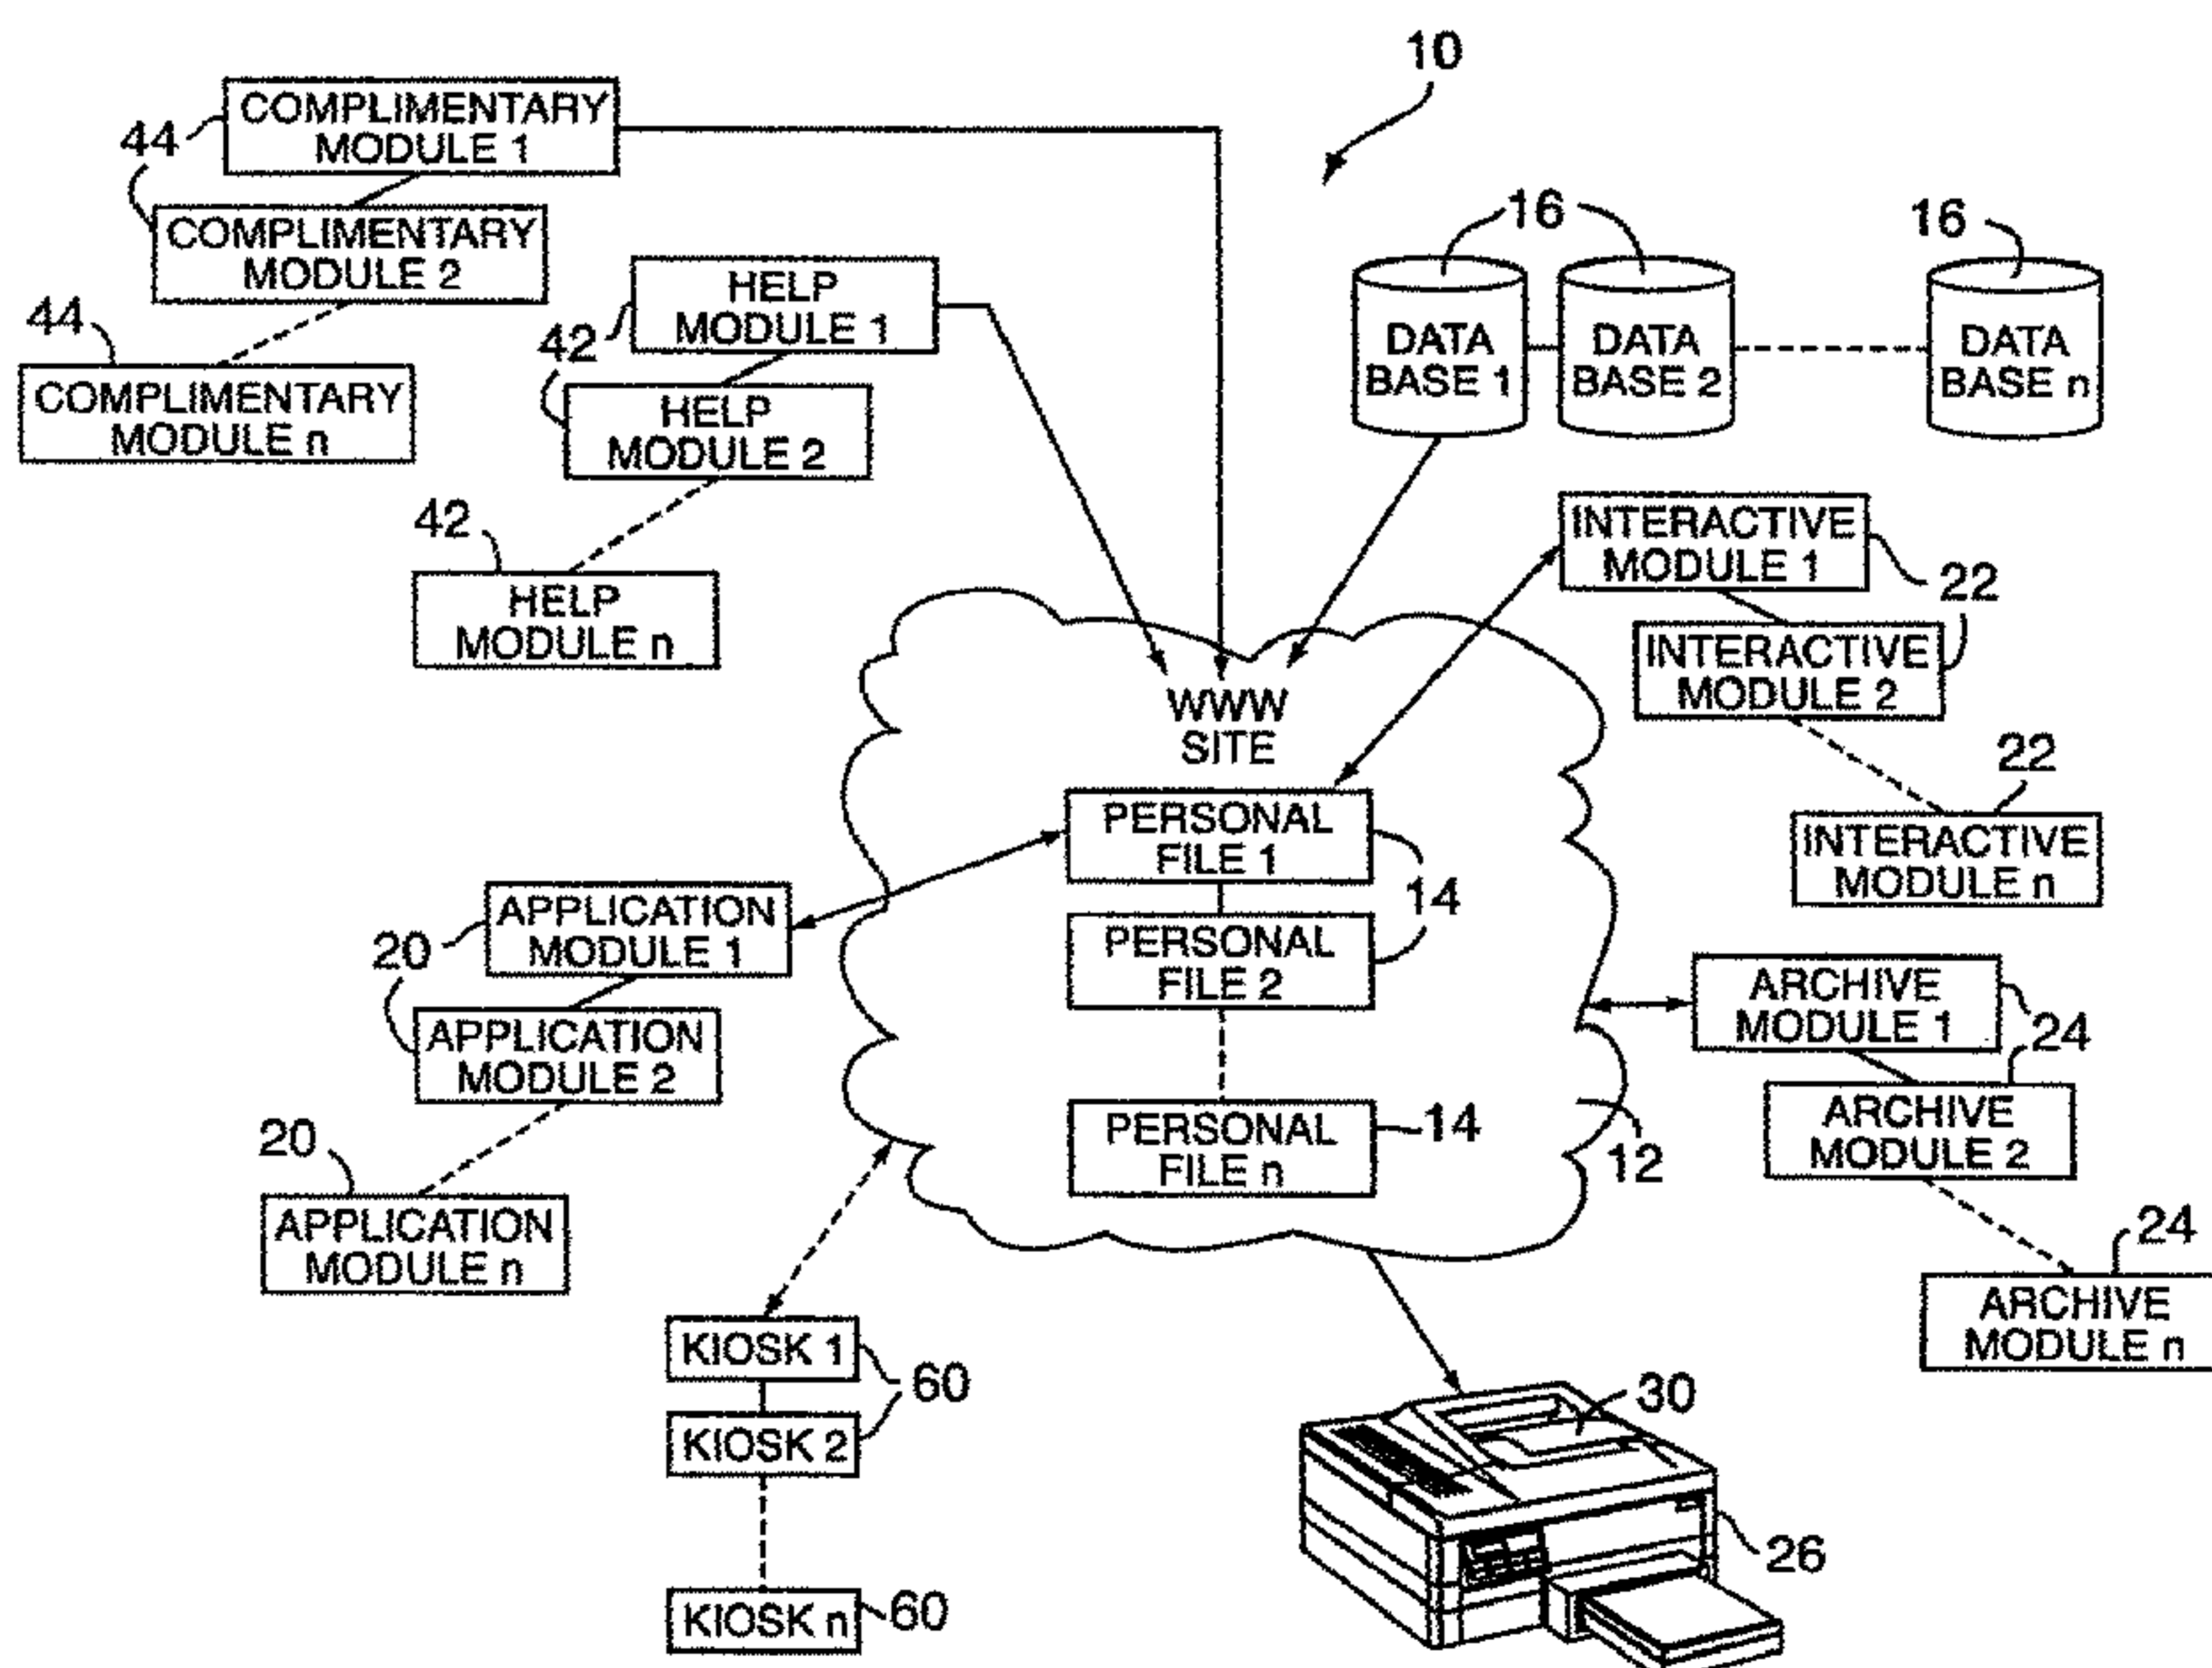 10
44
COMPLIMENTARY
MODULE 1
COMPLIMENTARY
MODULE 2
44
COMPLIMENTARY
MODULE n
42
HELP
MODULE 1
HELP
MODULE 2
42
HELP
MODULE n
16
16
DATA
BASE 1
DATA
BASE 2
DATA
BASE n
INTERACTIVE
MODULE 1
22
INTERACTIVE
MODULE 2
22
INTERACTIVE
MODULE n
WWW
SITE
PERSONAL
FILE 1
14
PERSONAL
FILE 2
PERSONAL
FILE n
14
12
20
APPLICATION
MODULE 1
APPLICATION
MODULE 2
20
APPLICATION
MODULE n
ARCHIVE
MODULE 1
24
ARCHIVE
MODULE 2
24
ARCHIVE
MODULE n
KIOSK 1
60
KIOSK 2
KIOSK n
60
30
26